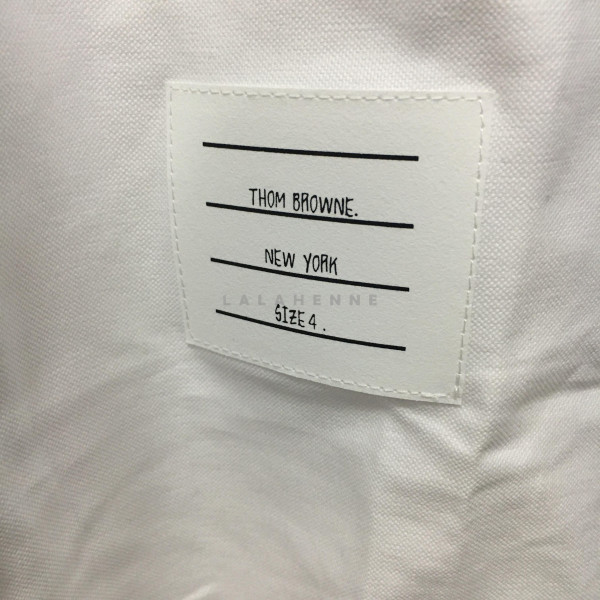 THOM BROWNE.
NEW YORK
LALAHENNE
SIZE 4.